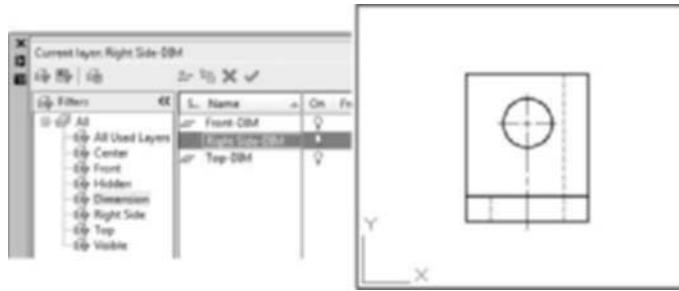 Current layer: Right Side-DIM
Filters
S.. Name On Fr
All
All Used Layers
Center
Front
Hidden
Dimension
Right Side
Top
Visible
Front-DIM
Right Side-DIM
Top-DIM
Y
X